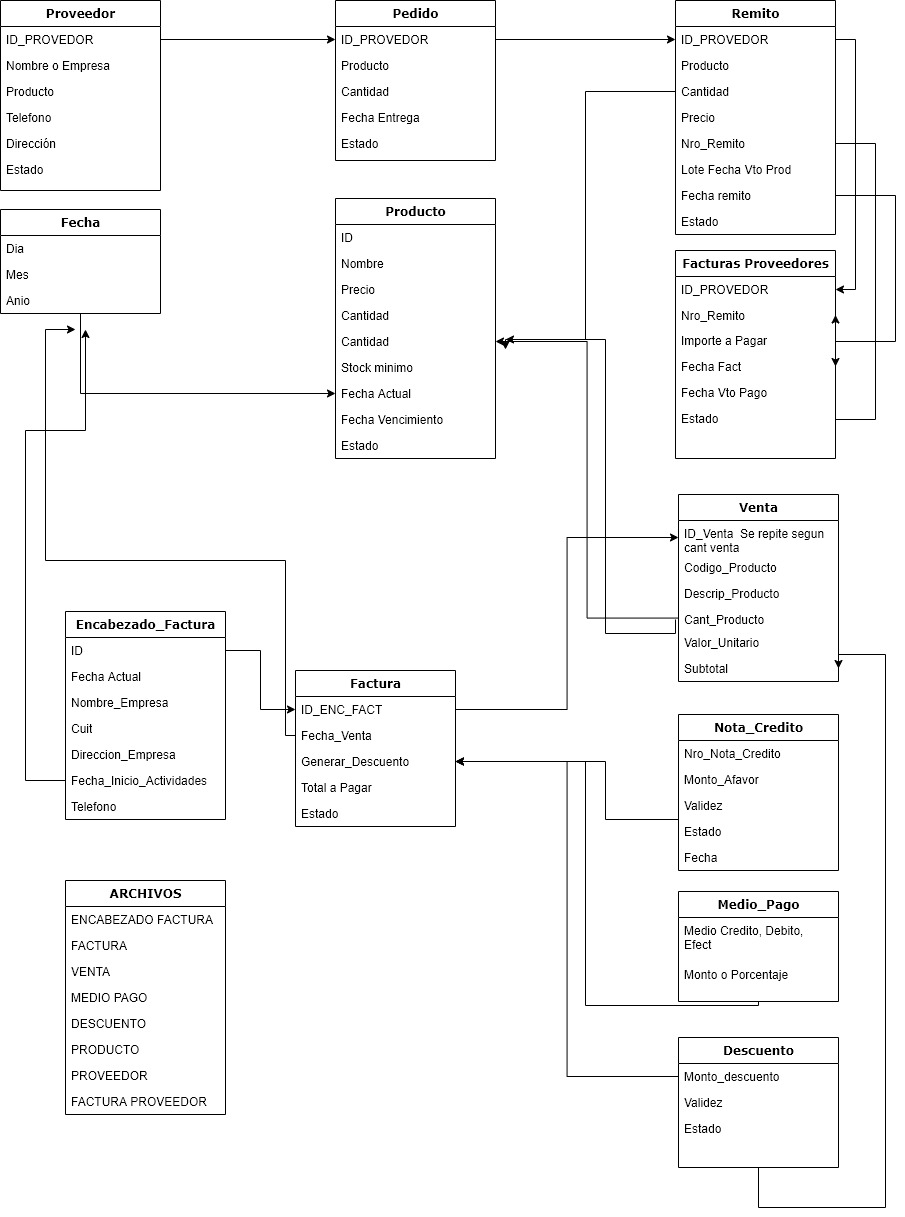 Proveedor
ID_PROVEDOR
Nombre o Empresa
Producto
Telefono
Dirección
Estado
Pedido
ID_PROVEDOR
Producto
Cantidad
Fecha Entrega
Estado
Remito
ID_PROVEDOR
Producto
Cantidad
Precio
Nro_Remito
Lote Fecha Vto Prod
Fecha remito
Estado
Fecha
Dia
Mes
Anio
Producto
ID
Nombre
Precio
Cantidad
Cantidad
Stock minimo
Fecha Actual
Fecha Vencimiento
Estado
Facturas Proveedores
ID_PROVEDOR
Nro_Remito
Importe a Pagar
Fecha Fact
Fecha Vto Pago
Estado
Venta
ID_Venta  Se repite segun
cant venta
Codigo_Producto
Descrip_Producto
Cant_Producto
Valor_Unitario
Subtotal
Encabezado_Factura
ID
Fecha Actual
Nombre_Empresa
Cuit
Direccion_Empresa
Fecha_Inicio_Actividades
Telefono
Factura
ID_ENC_FACT
Fecha_Venta
Generar_Descuento
Total a Pagar
Estado
Nota_Credito
Nro_Nota_Credito
Monto_Afavor
Validez
Estado
Fecha
ARCHIVOS
ENCABEZADO FACTURA
FACTURA
VENTA
MEDIO PAGO
DESCUENTO
PRODUCTO
PROVEEDOR
FACTURA PROVEEDOR
Medio_Pago
Medio Credito, Debito,
Efect
Monto o Porcentaje
Descuento
Monto_descuento
Validez
Estado